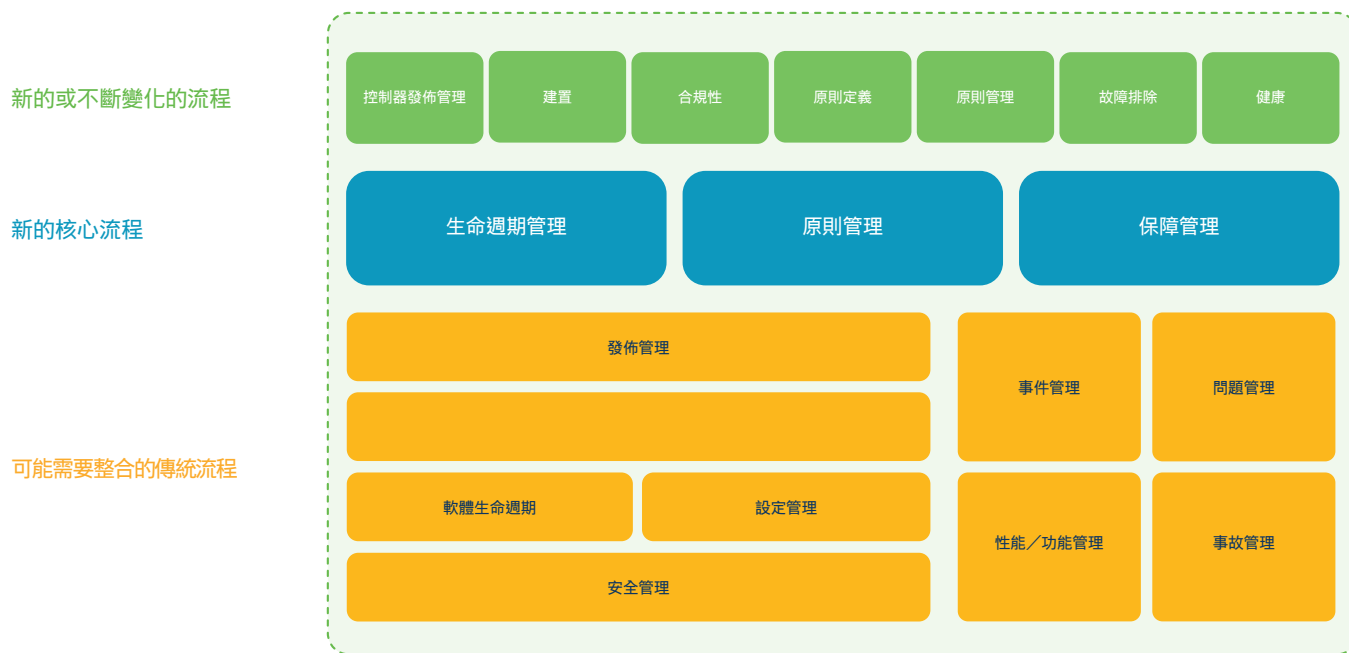 新的或不斷變化的流程
控制器發佈管理
建置
合規性
原則定義
原則管理
故障排除
健康
新的核心流程
生命週期管理
原則管理
保障管理
可能需要整合的傳統流程
發佈管理
事件管理
問題管理
軟體生命週期
設定管理
性能／功能管理
事故管理
安全管理